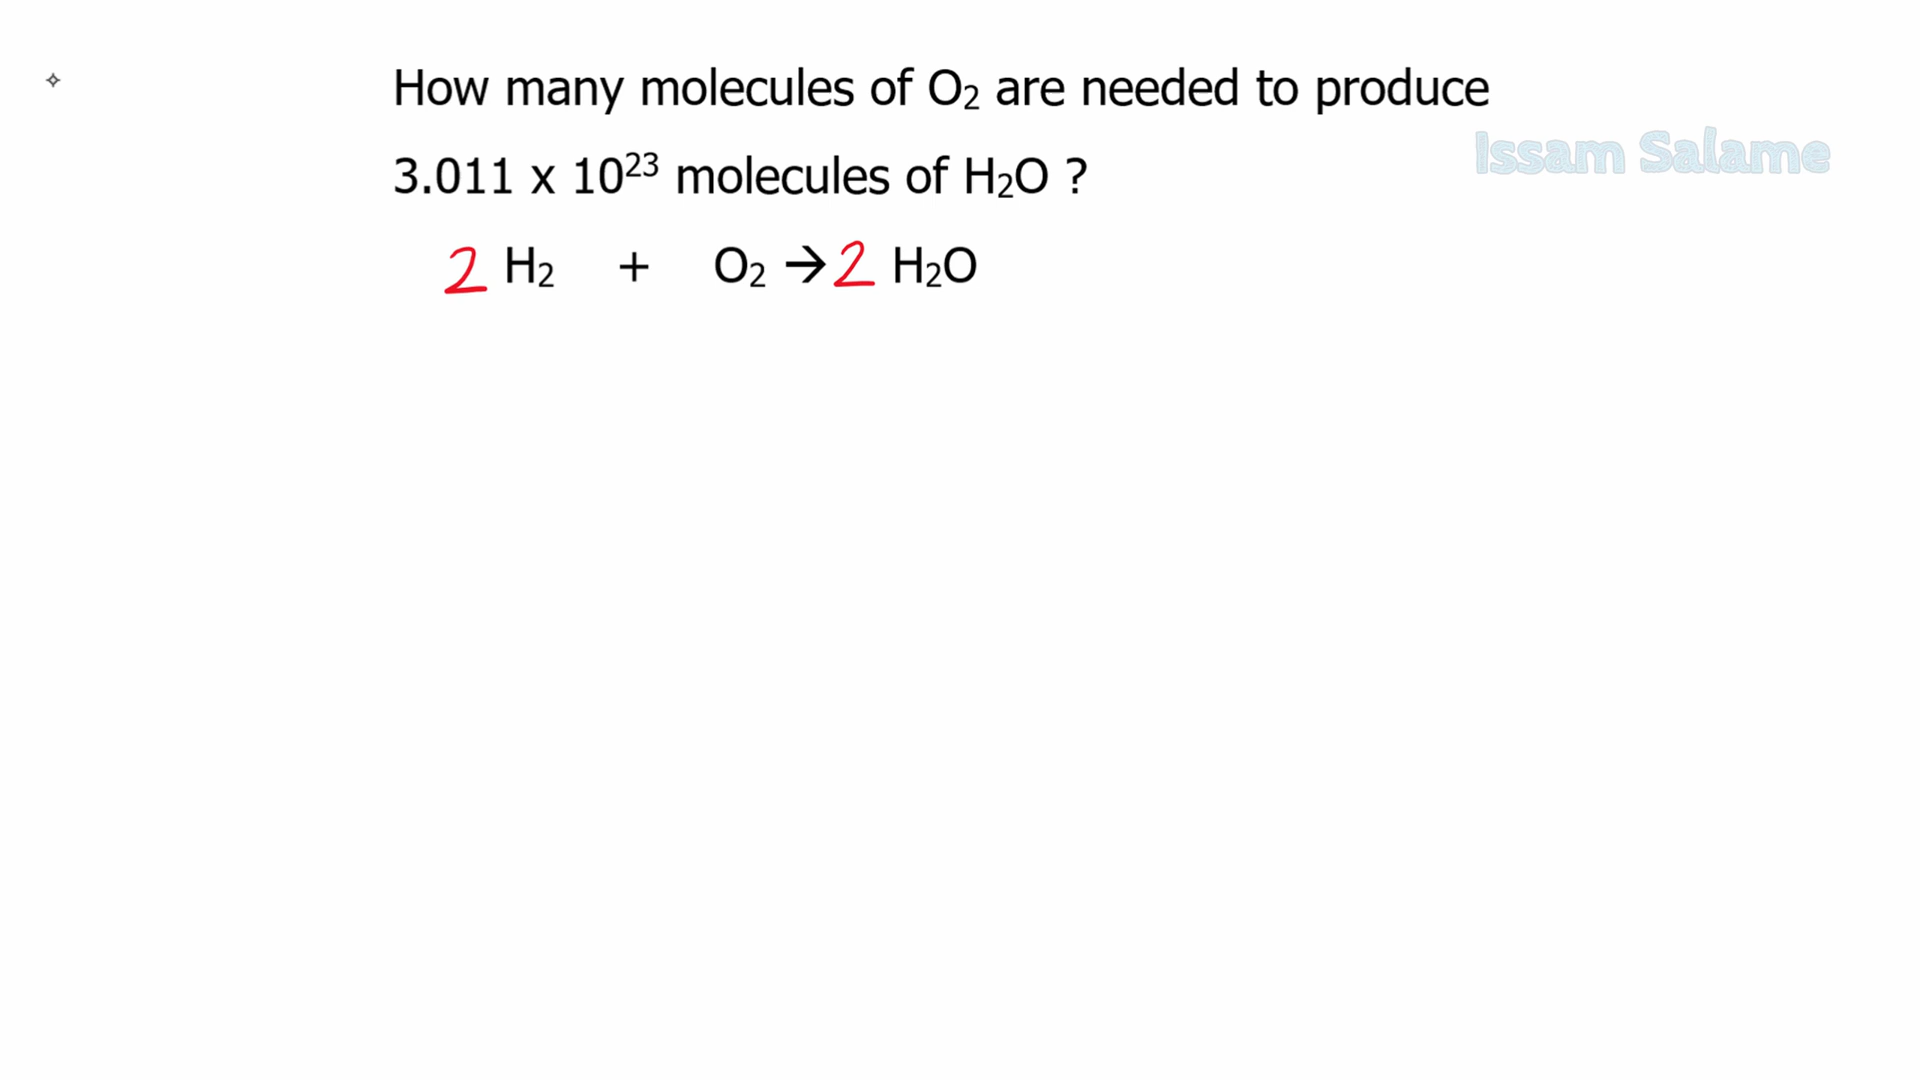 How many molecules of O₂ are needed to produce
Issam Salame
3.011 x 10²³ molecules of H₂O ?
2 H₂ + O₂ → 2 H₂O